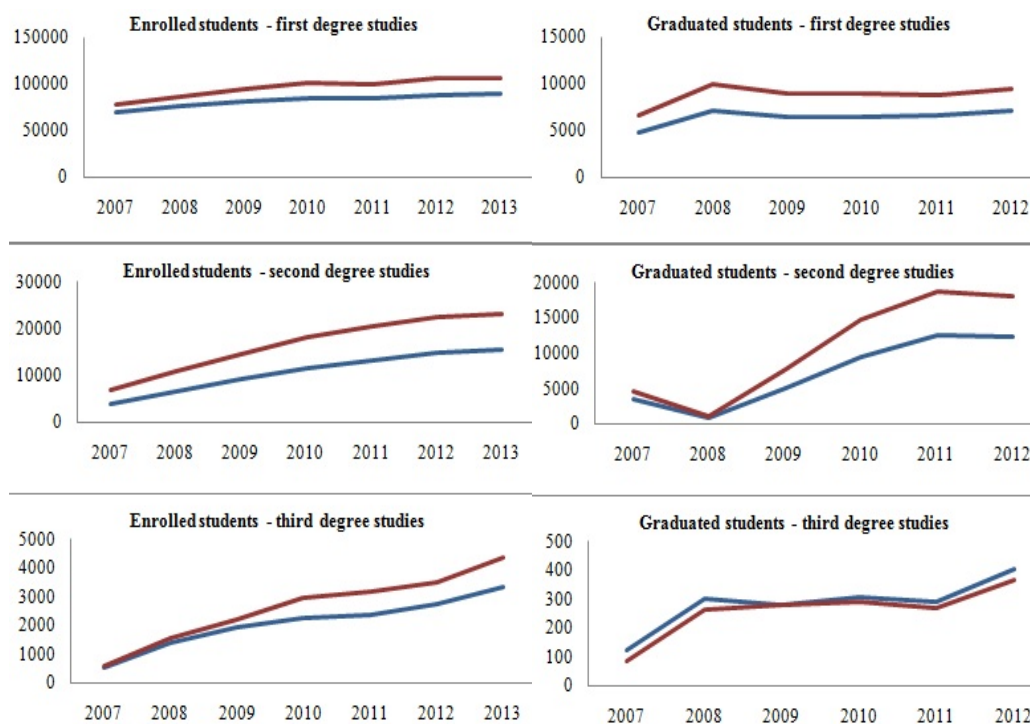 Enrolled students - first degree studies
150000
100000
50000
0
2007 2008 2009 2010 2011 2012 2013
Graduated students - first degree studies
15000
10000
5000
0
2007 2008 2009 2010 2011 2012
Enrolled students - second degree studies
30000
20000
10000
0
2007 2008 2009 2010 2011 2012 2013
Graduated students - second degree studies
20000
15000
10000
5000
0
2007 2008 2009 2010 2011 2012
Enrolled students - third degree studies
5000
4000
3000
2000
1000
0
2007 2008 2009 2010 2011 2012 2013
Graduated students - third degree studies
500
400
300
200
100
0
2007 2008 2009 2010 2011 2012